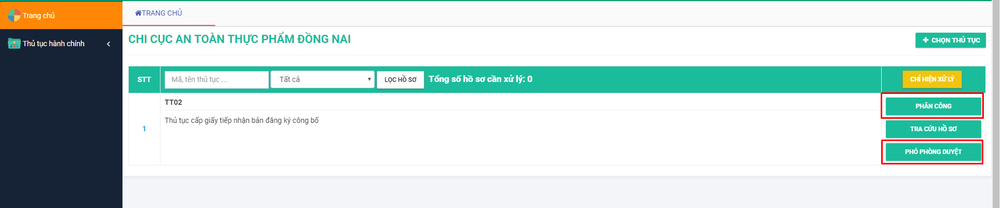 Trang chủ
Thủ tục hành chính
TRANG CHỦ
CHI CỤC AN TOÀN THỰC PHẨM ĐỒNG NAI
CHỌN THỦ TỤC
STT
Mã, tên thủ tục ...
Tất cả
LỌC HỒ SƠ
Tổng số hồ sơ cần xử lý: 0
CHỈ HIỆN XỬ LÝ
1
TT02
Thủ tục cấp giấy tiếp nhận bản đăng ký công bố
PHÂN CÔNG
TRA CỨU HỒ SƠ
PHÓ PHÒNG DUYỆT